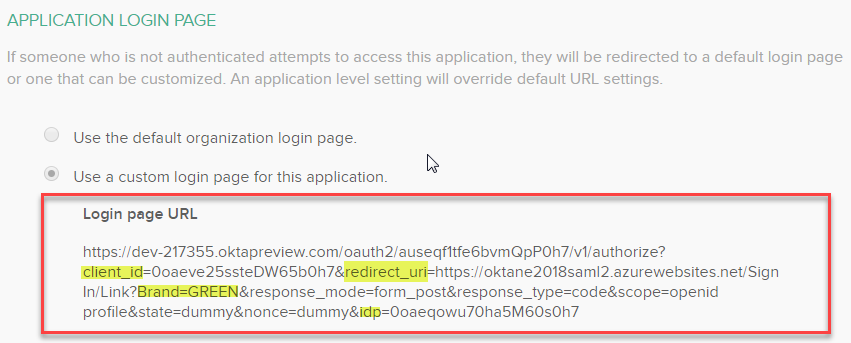 APPLICATION LOGIN PAGE
If someone who is not authenticated attempts to access this application, they will be redirected to a default login page
or one that can be customized. An application level setting will override default URL settings.
Use the default organization login page.
Use a custom login page for this application.
Login page URL
https://dev-217355.oktapreview.com/oauth2/auseqf1tfe6bvmQpP0h7/v1/authorize?
client_id=0oaeve25ssteDW65b0h7&redirect_uri=https://oktane2018saml2.azurewebsites.net/Sign
In/Link?Brand=GREEN&response_mode=form_post&response_type=code&scope=openid
profile&state=dummy&nonce=dummy&idp=0oaeqowu70ha5M60s0h7